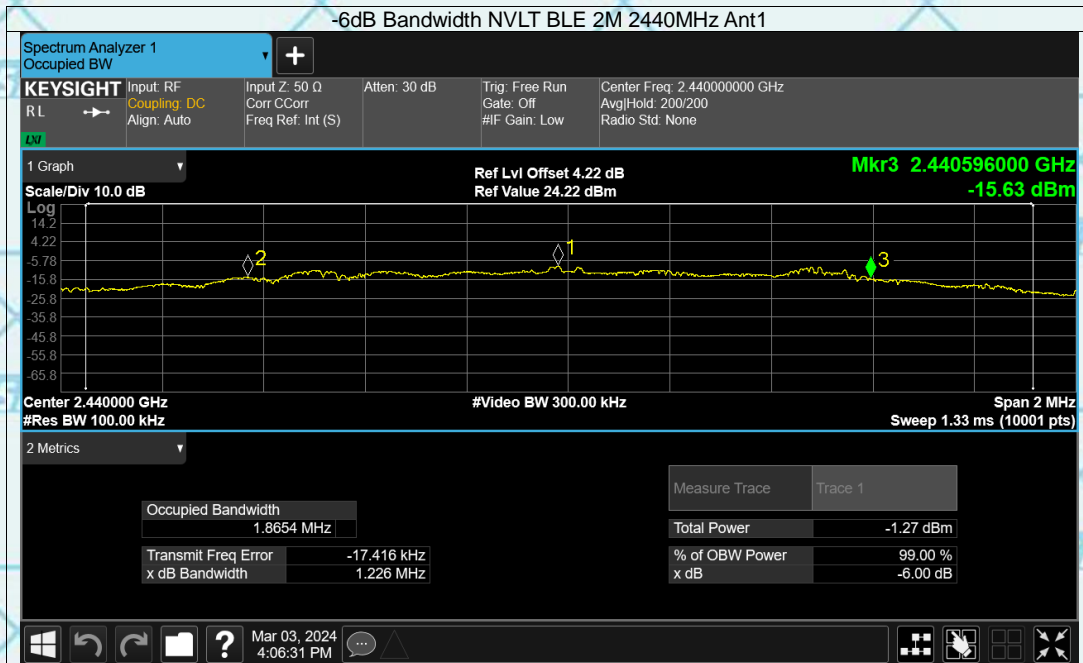 -6dB Bandwidth NVLT BLE 2M 2440MHz Ant1
Spectrum Analyzer 1
Occupied BW
KEYSIGHT
RL
LXI
Input: RF
Coupling: DC
Align: Auto
Input Z: 50 Ω
Corr CCorr
Freq Ref: Int (S)
Atten: 30 dB
Trig: Free Run
Gate: Off
#IF Gain: Low
Center Freq: 2.440000000 GHz
Avg|Hold: 200/200
Radio Std: None
1 Graph
Scale/Div 10.0 dB
Ref Lvl Offset 4.22 dB
Ref Value 24.22 dBm
Mkr3 2.440596000 GHz
-15.63 dBm
Log
14.2
4.22
-5.78
-15.8
-25.8
-35.8
-45.8
-55.8
-65.8
2
1
3
Center 2.440000 GHz
#Res BW 100.00 kHz
#Video BW 300.00 kHz
Span 2 MHz
Sweep 1.33 ms (10001 pts)
2 Metrics
Occupied Bandwidth
1.8654 MHz
Transmit Freq Error -17.416 kHz
x dB Bandwidth 1.226 MHz
Measure Trace Trace 1
Total Power -1.27 dBm
% of OBW Power 99.00 %
x dB -6.00 dB
?
Mar 03, 2024
4:06:31 PM